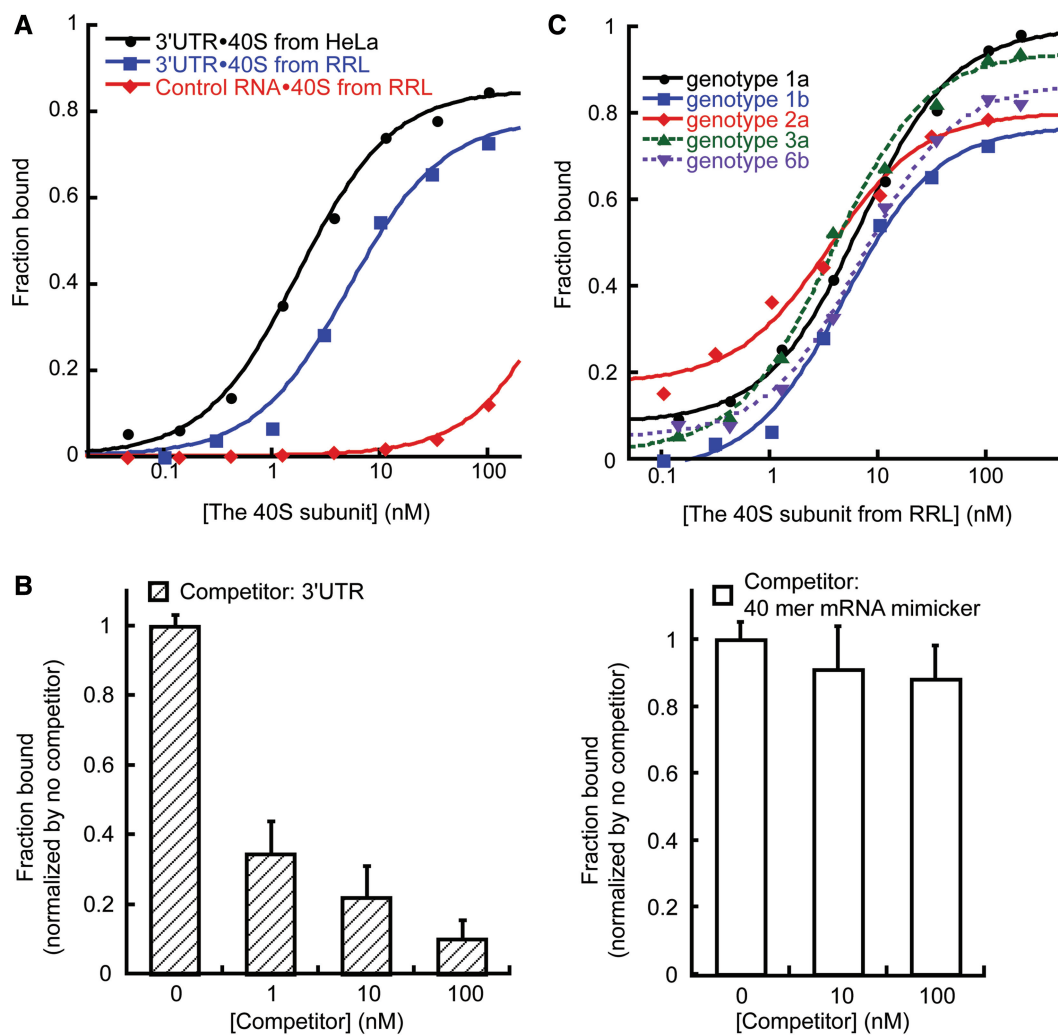 A
3'UTR•40S from HeLa
3'UTR•40S from RRL
Control RNA•40S from RRL
1
0.8
0.6
0.4
0.2
0
Fraction bound
0.1
1
10
100
[The 40S subunit] (nM)
C
genotype 1a
genotype 1b
genotype 2a
genotype 3a
genotype 6b
1
0.8
0.6
0.4
0.2
0
Fraction bound
0.1
1
10
100
[The 40S subunit from RRL] (nM)
B
Competitor: 3'UTR
1
0.8
0.6
0.4
0.2
0
Fraction bound
(normalized by no competitor)
0
1
10
100
[Competitor] (nM)
Competitor:
40 mer mRNA mimicker
1
0.8
0.6
0.4
0.2
0
Fraction bound
(normalized by no competitor)
0
10
100
[Competitor] (nM)